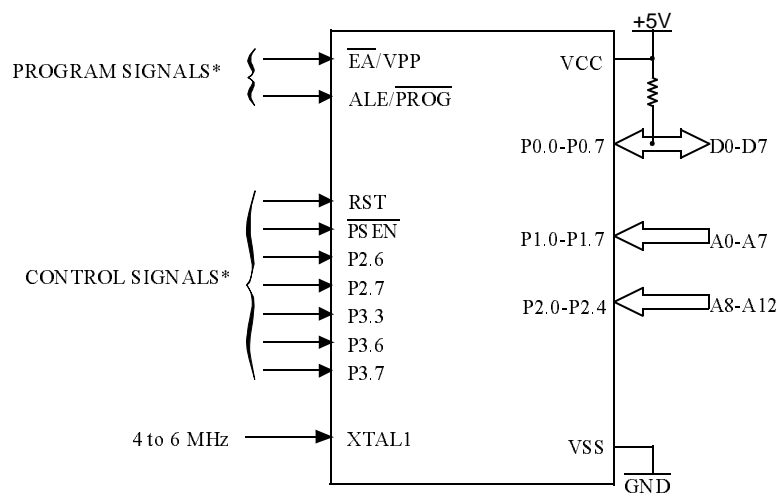 +5V
PROGRAM SIGNALS*
EA/VPP
ALE/PROG
VCC
P0.0-P0.7
D0-D7
CONTROL SIGNALS*
RST
PSEN
P2.6
P2.7
P3.3
P3.6
P3.7
P1.0-P1.7
A0-A7
P2.0-P2.4
A8-A12
4 to 6 MHz
XTAL1
VSS
GND